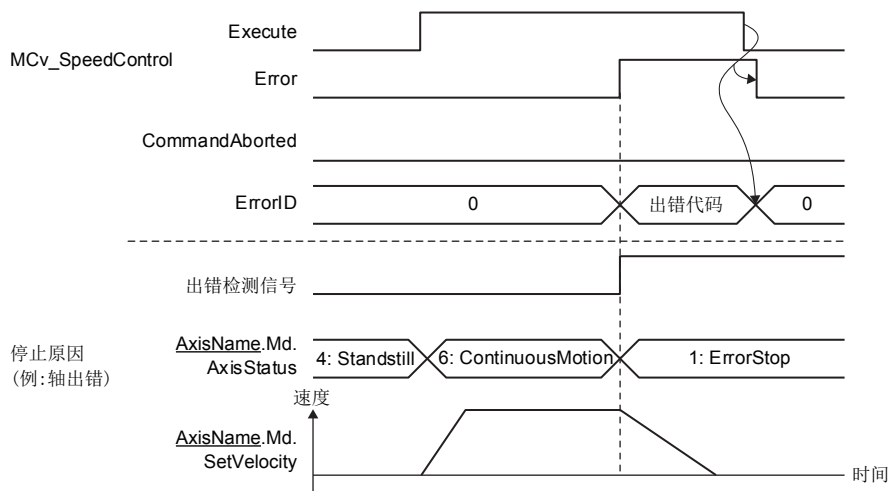 Execute
MCv_SpeedControl
Error
CommandAborted
ErrorID
0
出错代码
0
出错检测信号
停止原因
(例:轴出错)
AxisName.Md.
AxisStatus
4: Standstill
6: ContinuousMotion
1: ErrorStop
速度
AxisName.Md.
SetVelocity
时间